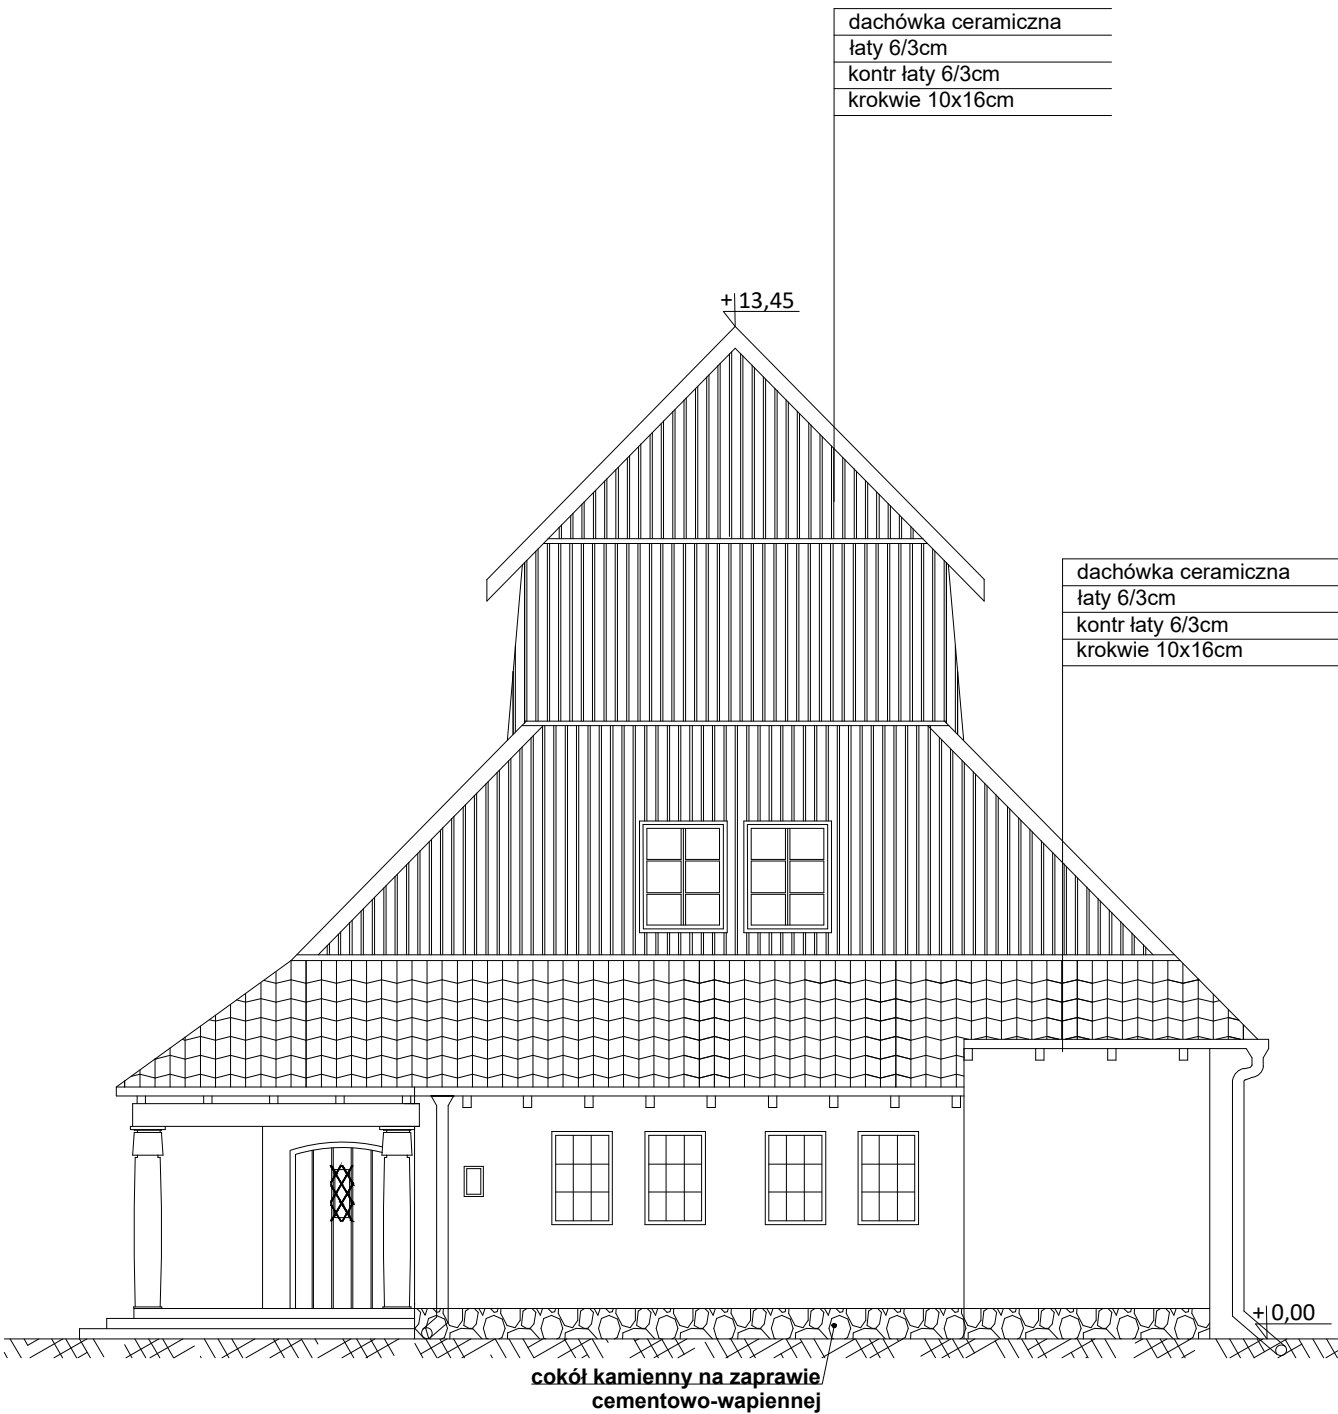 dachówka ceramiczna
łaty 6/3cm
kontr łaty 6/3cm
krokwie 10x16cm
+13,45
dachówka ceramiczna
łaty 6/3cm
kontr łaty 6/3cm
krokwie 10x16cm
+0,00
cokół kamienny na zaprawie
cementowo-wapiennej